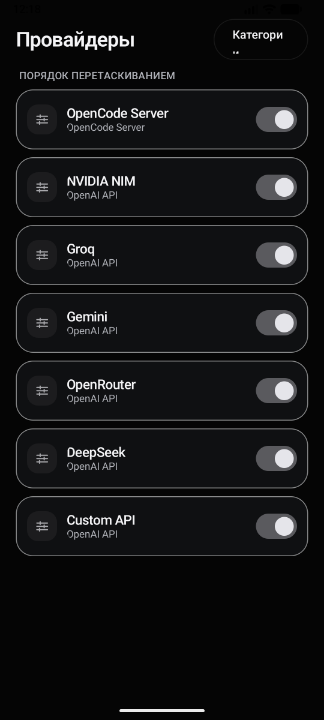 Провайдеры
Категори
и
ПОРЯДОК ПЕРЕТАСКИВАНИЕМ
OpenCode Server
OpenCode Server
NVIDIA NIM
OpenAI API
Groq
OpenAI API
Gemini
OpenAI API
OpenRouter
OpenAI API
DeepSeek
OpenAI API
Custom API
OpenAI API